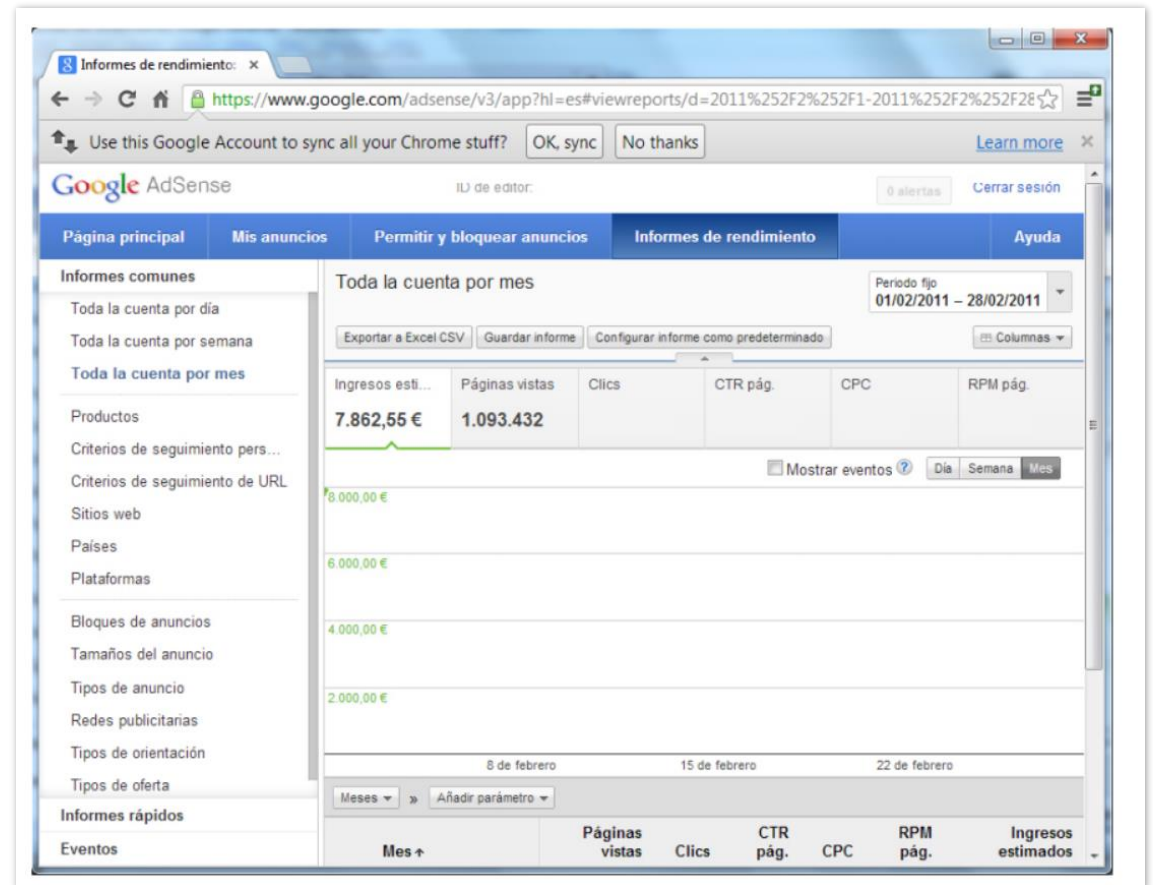 Informes de rendimiento:
https://www.google.com/adsense/v3/app?hl=es#viewreports/d=2011%252F2%252F1-2011%252F2%252F28
Use this Google Account to sync all your Chrome stuff? OK, sync No thanks Learn more
Google AdSense ID de editor: 0 alertas Cerrar sesión
Página principal Mis anuncios Permitir y bloquear anuncios Informes de rendimiento Ayuda
Informes comunes
Toda la cuenta por día
Toda la cuenta por semana
Toda la cuenta por mes
Productos
Criterios de seguimiento pers...
Criterios de seguimiento de URL
Sitios web
Países
Plataformas
Bloques de anuncios
Tamaños del anuncio
Tipos de anuncio
Redes publicitarias
Tipos de orientación
Tipos de oferta
Informes rápidos
Eventos
Toda la cuenta por mes
Periodo fijo
01/02/2011 – 28/02/2011
Exportar a Excel CSV Guardar informe Configurar informe como predeterminado Columnas
Ingresos esti... Páginas vistas Clics CTR pág. CPC RPM pág.
7.862,55 € 1.093.432
Mostrar eventos ? Día Semana Mes
8.000,00 €
6.000,00 €
4.000,00 €
2.000,00 €
8 de febrero 15 de febrero 22 de febrero
Meses » Añadir parámetro
Mes Páginas vistas Clics CTR pág. CPC RPM pág. Ingresos estimados